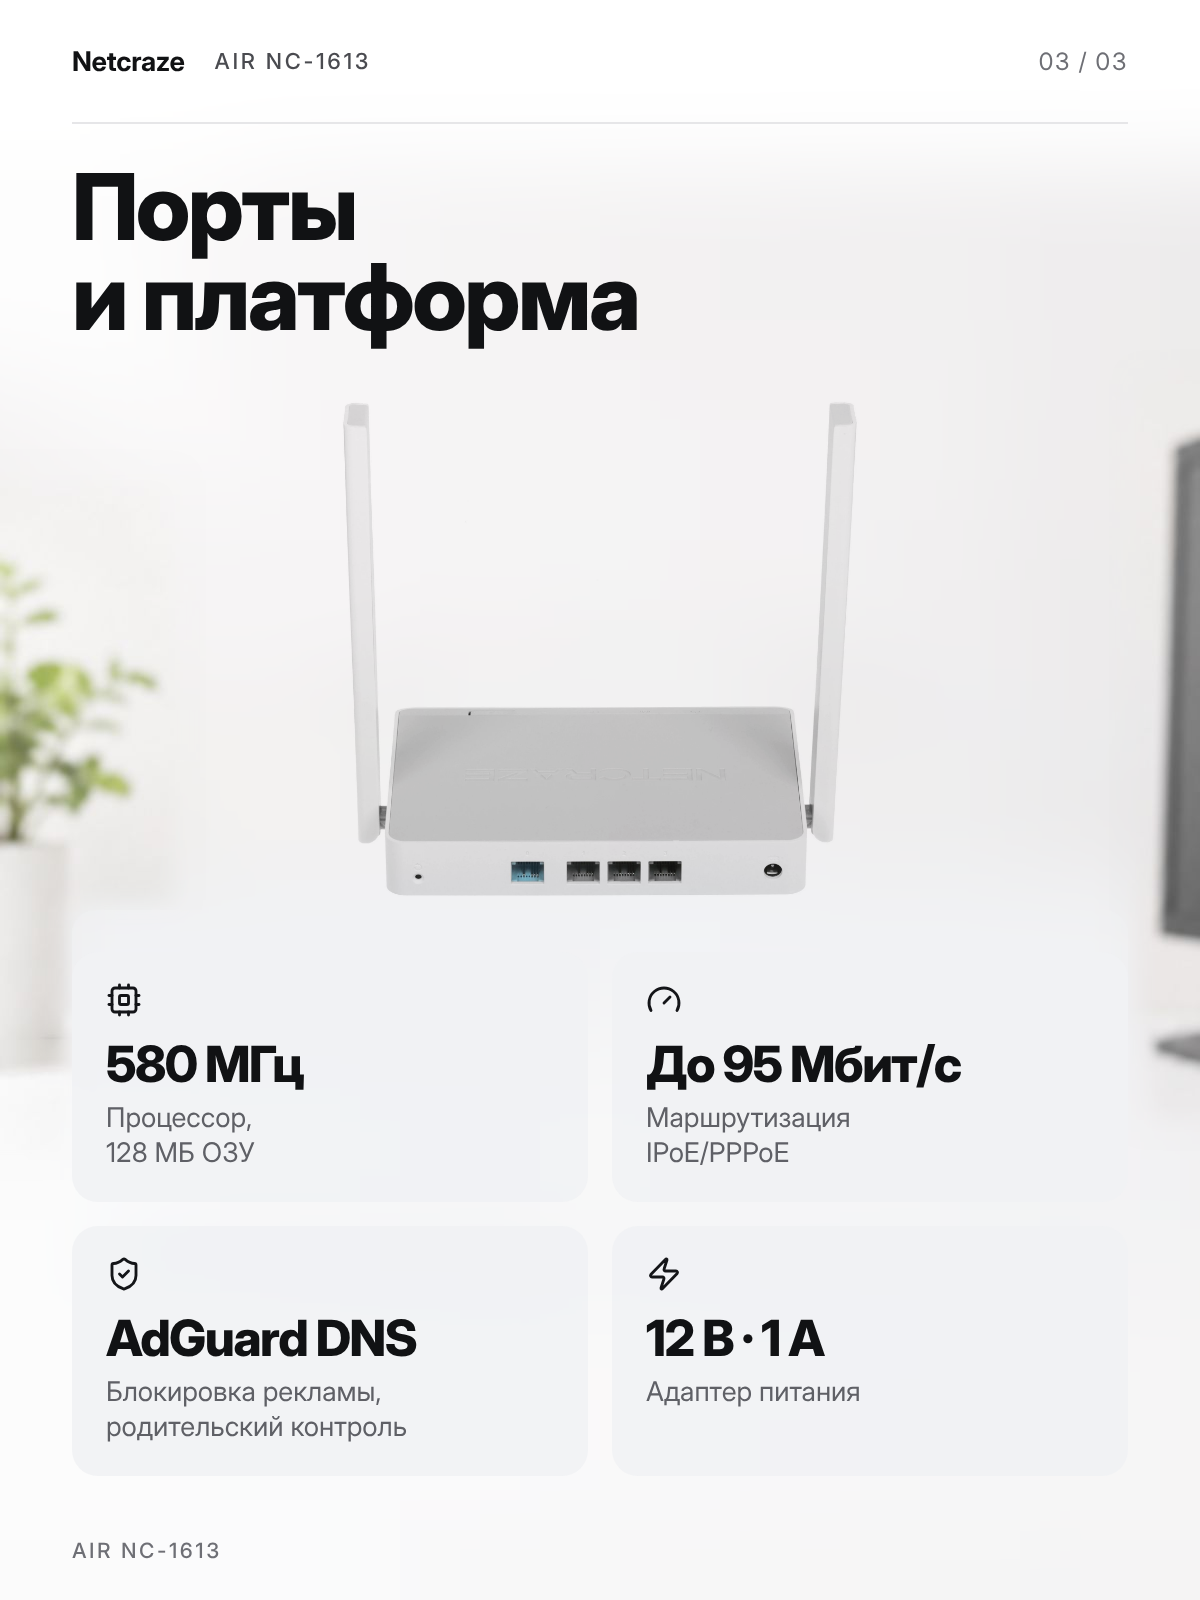 Netcraze AIR NC-1613 03 / 03
Порты
и платформа
NETCRAZE
580 МГц
Процессор,
128 МБ ОЗУ
До 95 Мбит/с
Маршрутизация
IPoE/PPPoE
AdGuard DNS
Блокировка рекламы,
родительский контроль
12 В · 1 А
Адаптер питания
AIR NC-1613